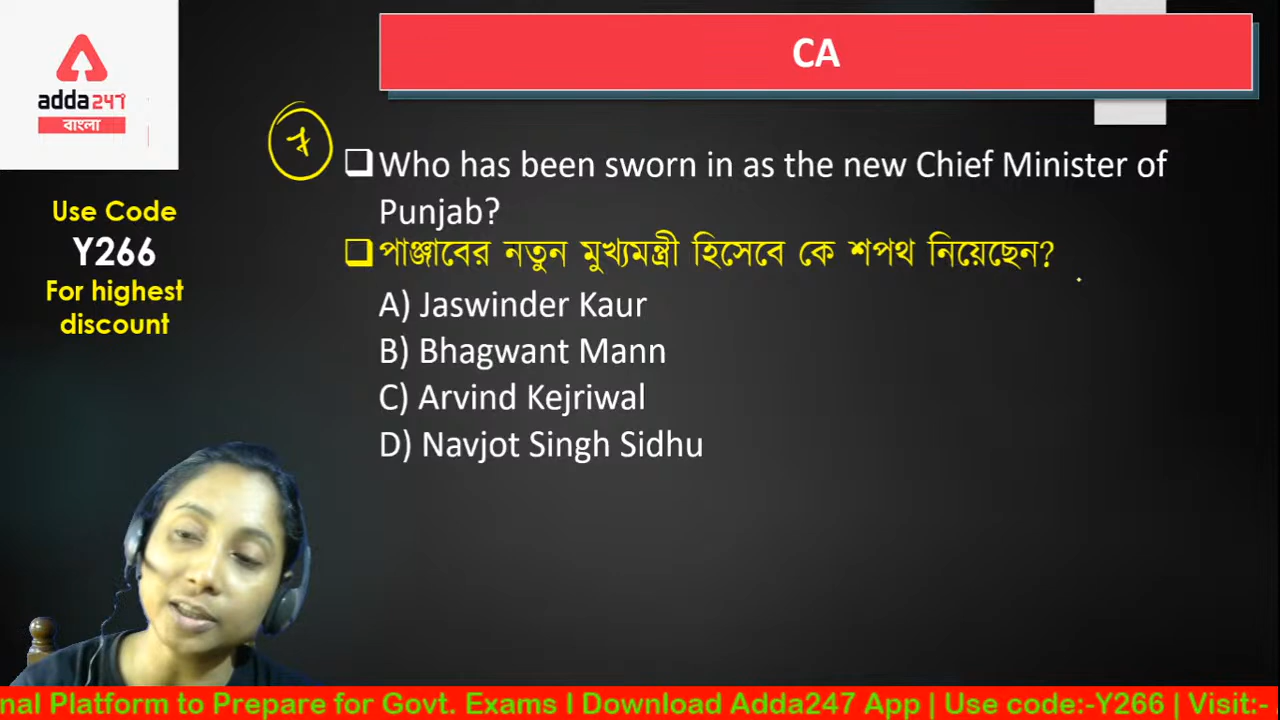 CA
adda247
বাংলা
Use Code
Y266
For highest
discount
Who has been sworn in as the new Chief Minister of
Punjab?
পাঞ্জাবের নতুন মুখ্যমন্ত্রী হিসেবে কে শপথ নিয়েছেন?
A) Jaswinder Kaur
B) Bhagwant Mann
C) Arvind Kejriwal
D) Navjot Singh Sidhu
nal Platform to Prepare for Govt. Exams I Download Adda247 App | Use code:-Y266 | Visit:-